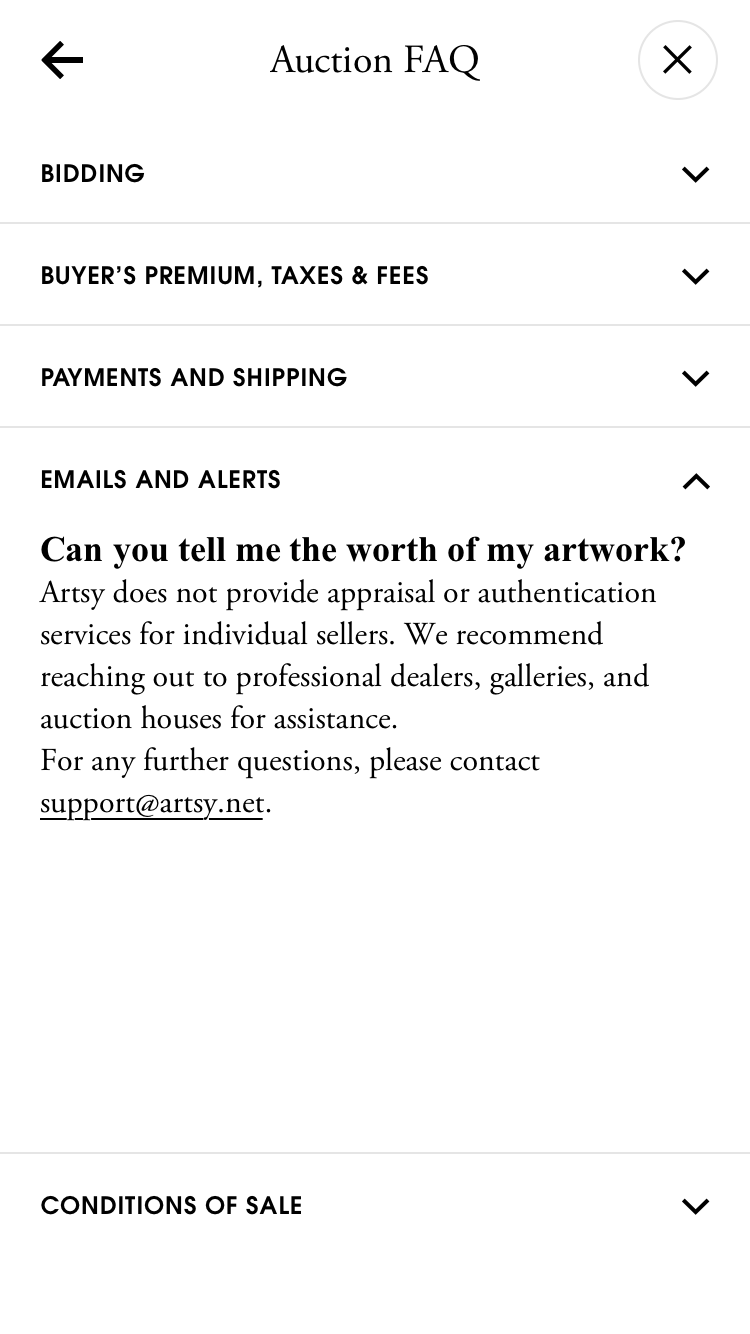 Auction FAQ
BIDDING
BUYER’S PREMIUM, TAXES & FEES
PAYMENTS AND SHIPPING
EMAILS AND ALERTS
Can you tell me the worth of my artwork?
Artsy does not provide appraisal or authentication
services for individual sellers. We recommend
reaching out to professional dealers, galleries, and
auction houses for assistance.
For any further questions, please contact
support@artsy.net.
CONDITIONS OF SALE